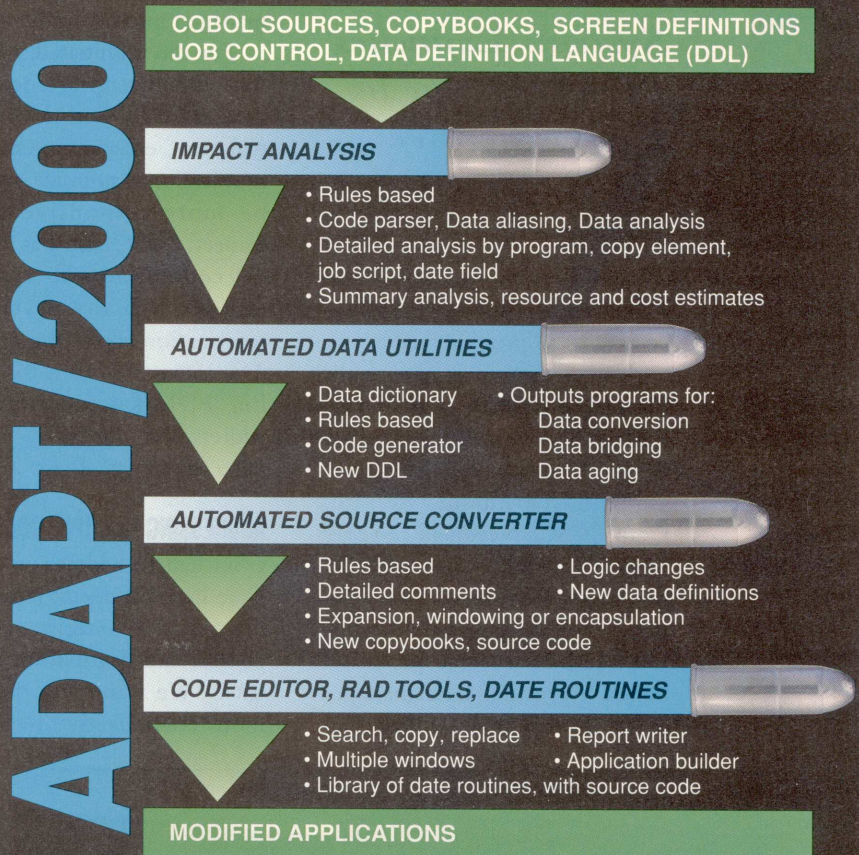 ADAPT/2000
COBOL SOURCES, COPYBOOKS, SCREEN DEFINITIONS
JOB CONTROL, DATA DEFINITION LANGUAGE (DDL)
IMPACT ANALYSIS
• Rules based
• Code parser, Data aliasing, Data analysis
• Detailed analysis by program, copy element,
job script, date field
• Summary analysis, resource and cost estimates
AUTOMATED DATA UTILITIES
• Data dictionary
• Rules based
• Code generator
• New DDL
• Outputs programs for:
Data conversion
Data bridging
Data aging
AUTOMATED SOURCE CONVERTER
• Rules based
• Detailed comments
• Logic changes
• New data definitions
• Expansion, windowing or encapsulation
• New copybooks, source code
CODE EDITOR, RAD TOOLS, DATE ROUTINES
• Search, copy, replace
• Multiple windows
• Report writer
• Application builder
• Library of date routines, with source code
MODIFIED APPLICATIONS